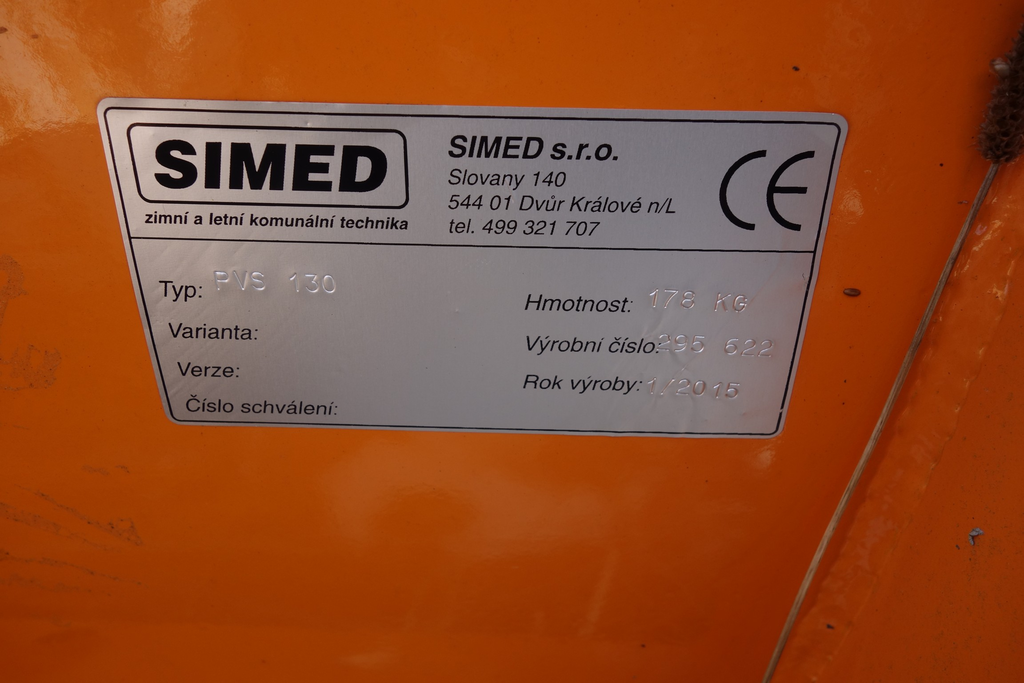 SIMED
zimní a letní komunální technika
SIMED s.r.o.
Slovany 140
544 01 Dvůr Králové n/L
tel. 499 321 707
CE
Typ: PVS 130
Varianta:
Verze:
Číslo schválení:
Hmotnost: 178 KG
Výrobní číslo: 295 622
Rok výroby: 1/2015